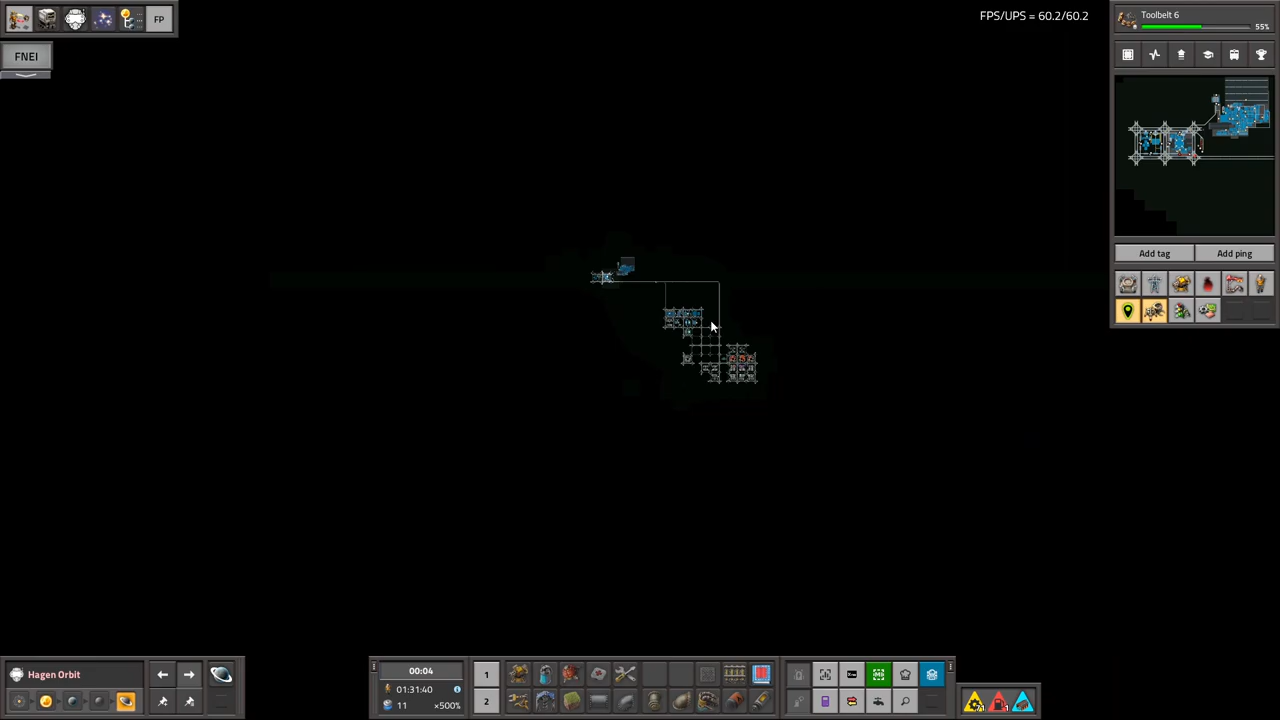 FP
FPS/UPS = 60.2/60.2
Toolbelt 6
55%
FNEI
Add tag
Add ping
Hagen Orbit
00:04
01:31:40
11
×500%
1
2